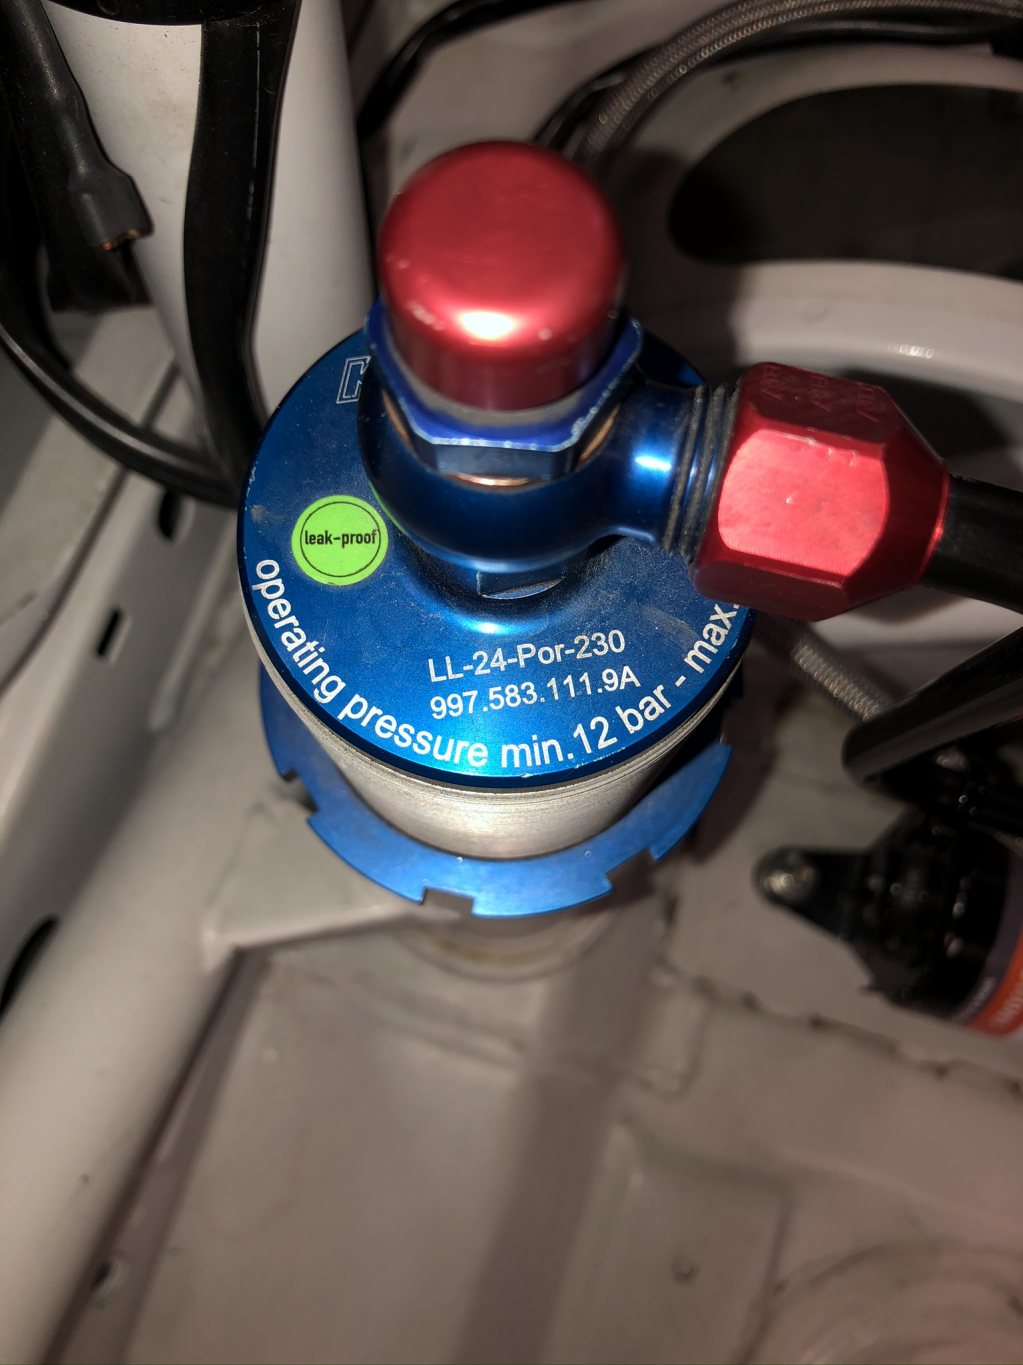 leak-proof
LL-24-Por-230
997.583.111.9A
operating pressure min.12 bar - max.